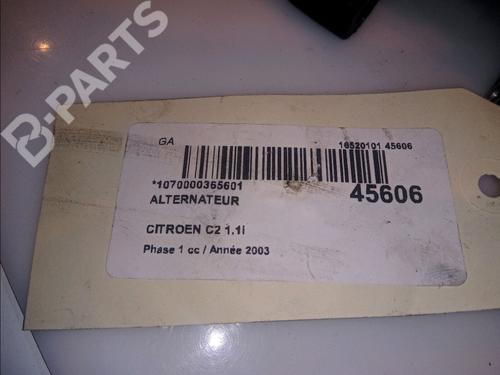 B-PARTS
GA
16520101 45606
*1070000365601
45606
ALTERNATEUR
CITROEN C2 1.1i
Phase 1 cc / Année 2003